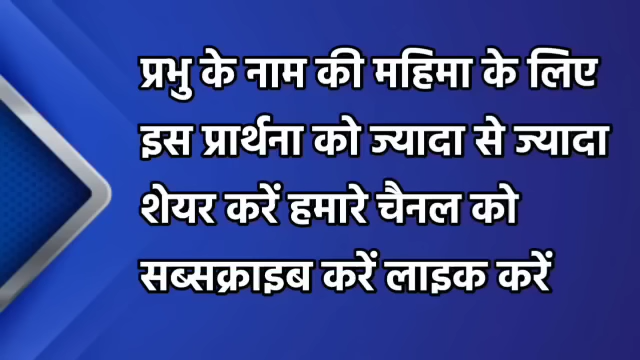 प्रभु के नाम की महिमा के लिए
इस प्रार्थना को ज्यादा से ज्यादा
शेयर करें हमारे चैनल को
सब्सक्राइब करें लाइक करें